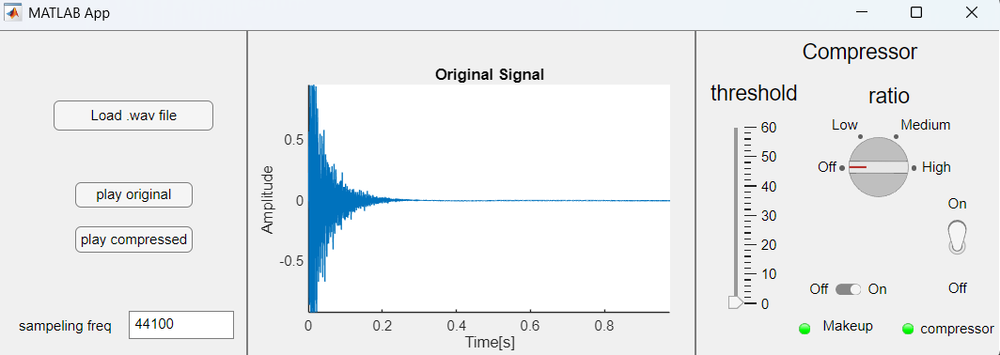 MATLAB App
Load .wav file
play original
play compressed
sampeling freq
44100
Original Signal
Amplitude
0.5
0
-0.5
0
0.2
0.4
0.6
0.8
Time[s]
Compressor
threshold
60
50
40
30
20
10
0
ratio
Low
Medium
Off
High
On
Off
Off
On
Makeup
compressor